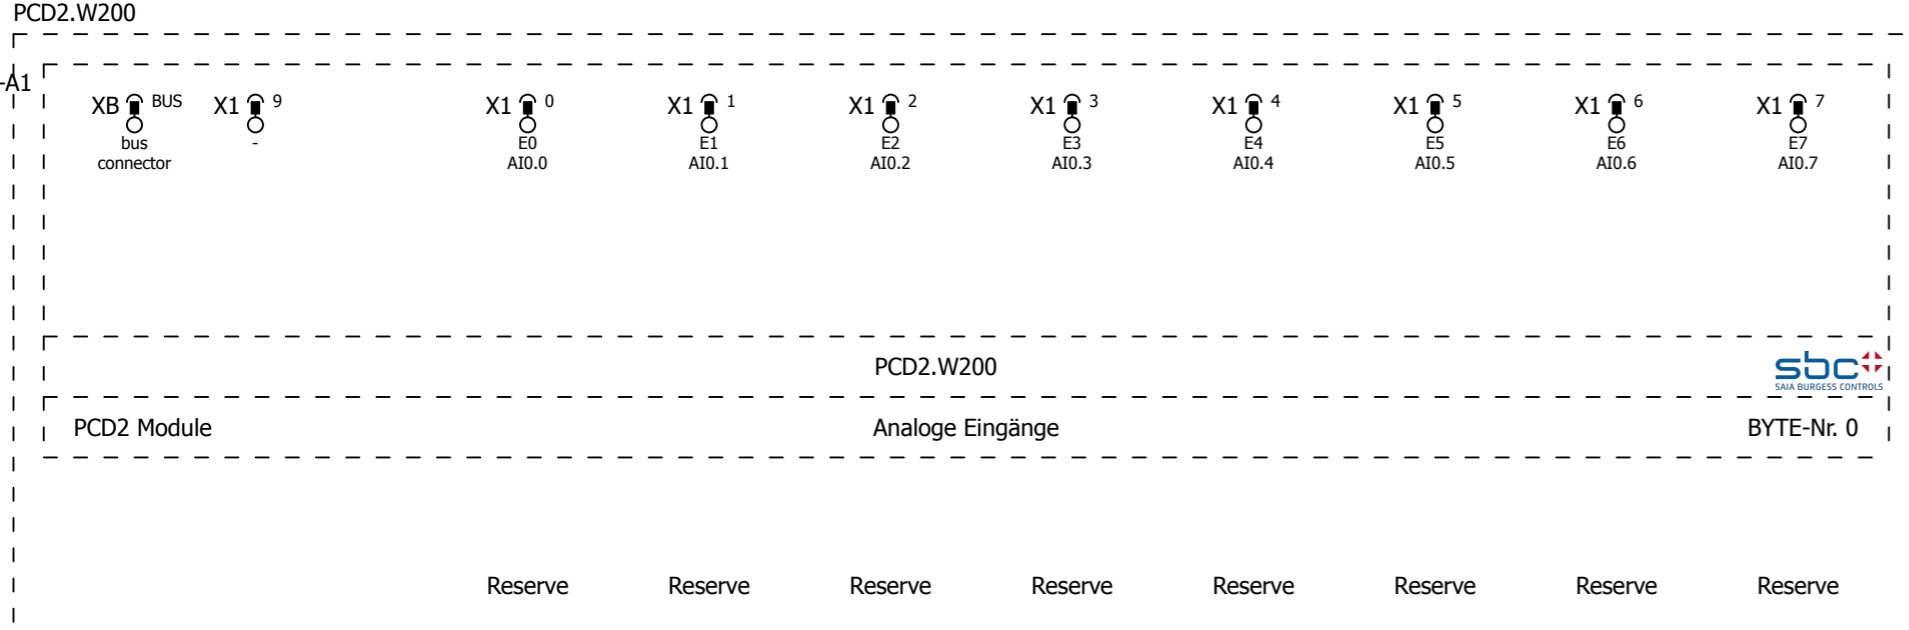 PCD2.W200
-A1
XB BUS X1 9 X1 0 X1 1 X1 2 X1 3 X1 4 X1 5 X1 6 X1 7
bus - E0 E1 E2 E3 E4 E5 E6 E7
connector AI0.0 AI0.1 AI0.2 AI0.3 AI0.4 AI0.5 AI0.6 AI0.7
PCD2.W200 sbc
SAIA BURGESS CONTROLS
PCD2 Module Analoge Eingänge BYTE-Nr. 0
Reserve Reserve Reserve Reserve Reserve Reserve Reserve Reserve